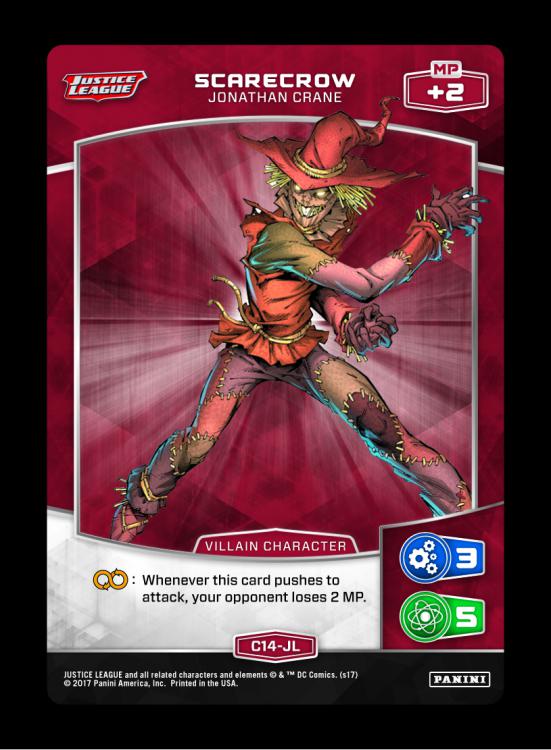 JUSTICE
LEAGUE
SCARECROW
JONATHAN CRANE
MP
+2
VILLAIN CHARACTER
: Whenever this card pushes to
attack, your opponent loses 2 MP.
3
5
C14-JL
JUSTICE LEAGUE and all related characters and elements © & ™ DC Comics. (s17)
© 2017 Panini America, Inc. Printed in the USA.
PANINI